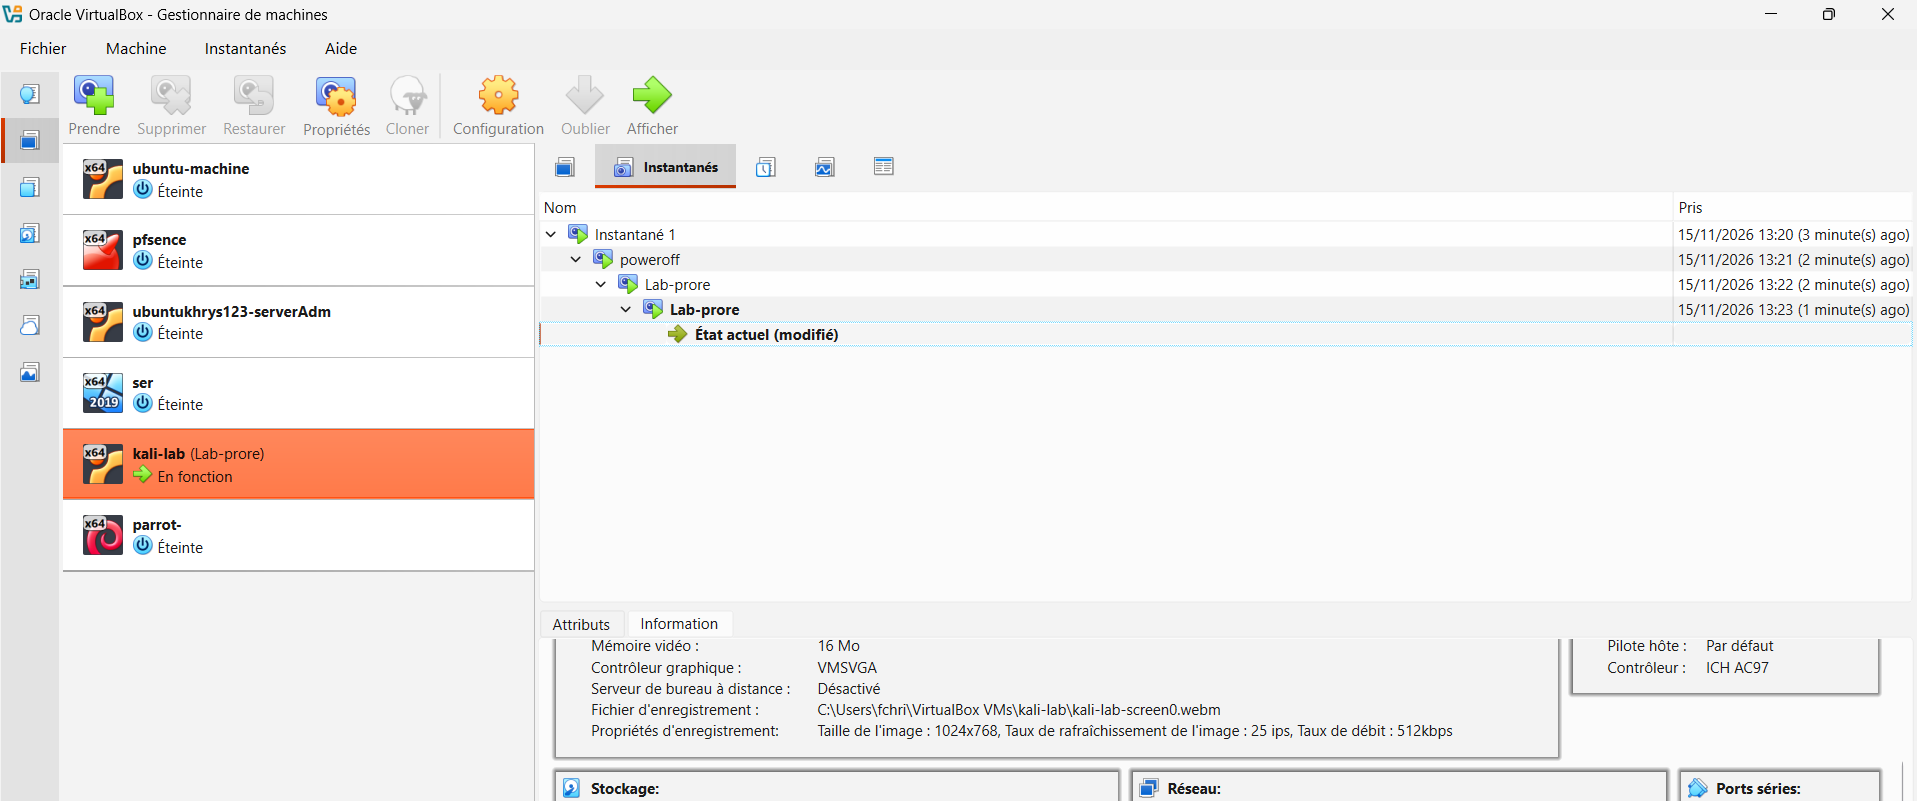 Oracle VirtualBox - Gestionnaire de machines
Fichier Machine Instantanés Aide
Prendre Supprimer Restaurer Propriétés Cloner Configuration Oublier Afficher
x64 ubuntu-machine
Éteinte
x64 pfsence
Éteinte
x64 ubuntukhrys123-serverAdm
Éteinte
x64 2019 ser
Éteinte
x64 kali-lab (Lab-prore)
En fonction
x64 parrot-
Éteinte
Instantanés
Nom Pris
Instantané 1 15/11/2026 13:20 (3 minute(s) ago)
poweroff 15/11/2026 13:21 (2 minute(s) ago)
Lab-prore 15/11/2026 13:22 (2 minute(s) ago)
Lab-prore 15/11/2026 13:23 (1 minute(s) ago)
État actuel (modifié)
Attributs Information
Mémoire vidéo : 16 Mo
Contrôleur graphique : VMSVGA
Serveur de bureau à distance : Désactivé
Fichier d'enregistrement : C:\Users\fchri\VirtualBox VMs\kali-lab\kali-lab-screen0.webm
Propriétés d'enregistrement: Taille de l'image : 1024x768, Taux de rafraîchissement de l'image : 25 ips, Taux de débit : 512kbps
Pilote hôte : Par défaut
Contrôleur : ICH AC97
Stockage: Réseau: Ports séries: